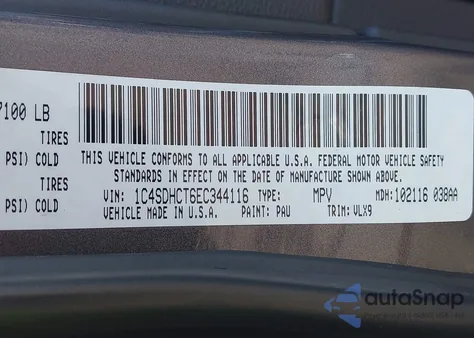 7100 LB
TIRES
PSI) COLD
TIRES
PSI) COLD
THIS VEHICLE CONFORMS TO ALL APPLICABLE U.S.A. FEDERAL MOTOR VEHICLE SAFETY
STANDARDS IN EFFECT ON THE DATE OF MANUFACTURE SHOWN ABOVE.
VIN: 1C4SDHCT6EC344116 TYPE: MPV MDH: 102116 038AA
VEHICLE MADE IN U.S.A. PAINT: PAU TRIM: VLX9
autoSnap